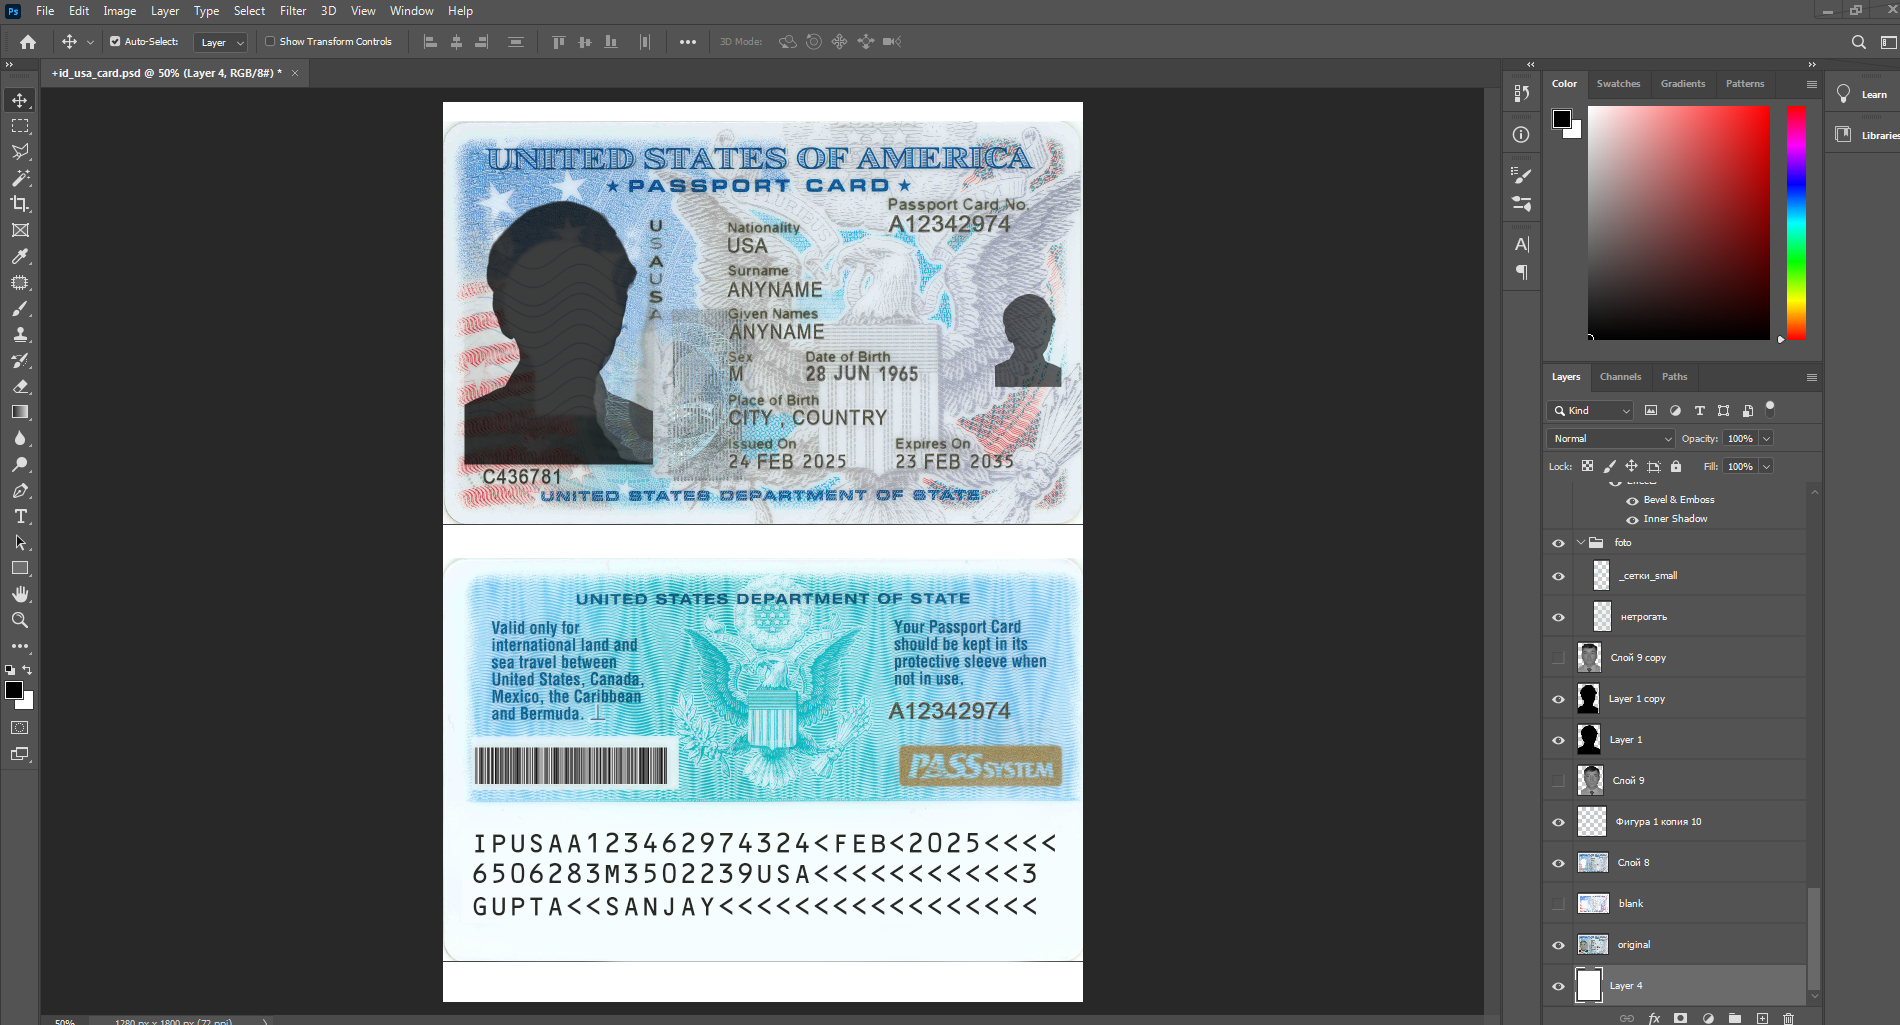 Ps File Edit Image Layer Type Select Filter 3D View Window Help
Auto-Select: Layer Show Transform Controls 3D Mode:
+id_usa_card.psd @ 50% (Layer 4, RGB/8#) * ×
UNITED STATES OF AMERICA
★ PASSPORT CARD ★
Passport Card No.
A12342974
USAUSA
Nationality
USA
Surname
ANYNAME
Given Names
ANYNAME
Sex Date of Birth
M 28 JUN 1965
Place of Birth
CITY , COUNTRY
Issued On Expires On
24 FEB 2025 23 FEB 2035
C436781
UNITED STATES DEPARTMENT OF STATE
UNITED STATES DEPARTMENT OF STATE
Valid only for
international land and
sea travel between
United States, Canada,
Mexico, the Caribbean
and Bermuda.
Your Passport Card
should be kept in its
protective sleeve when
not in use.
A12342974
PASS SYSTEM
IPUSAA123462974324<FEB<2025<<<<
6506283M3502239USA<<<<<<<<<<<3
GUPTA<<SANJAY<<<<<<<<<<<<<<<<<
50% 1280 px x 1800 px (72 ppi)
Color Swatches Gradients Patterns
Learn
Libraries
Layers Channels Paths
Kind
Normal Opacity: 100%
Lock: Fill: 100%
Effects
Bevel & Emboss
Inner Shadow
foto
_сетки_small
нетрогать
Слой 9 copy
Layer 1 copy
Layer 1
Слой 9
Фигура 1 копия 10
Слой 8
blank
original
Layer 4
fx